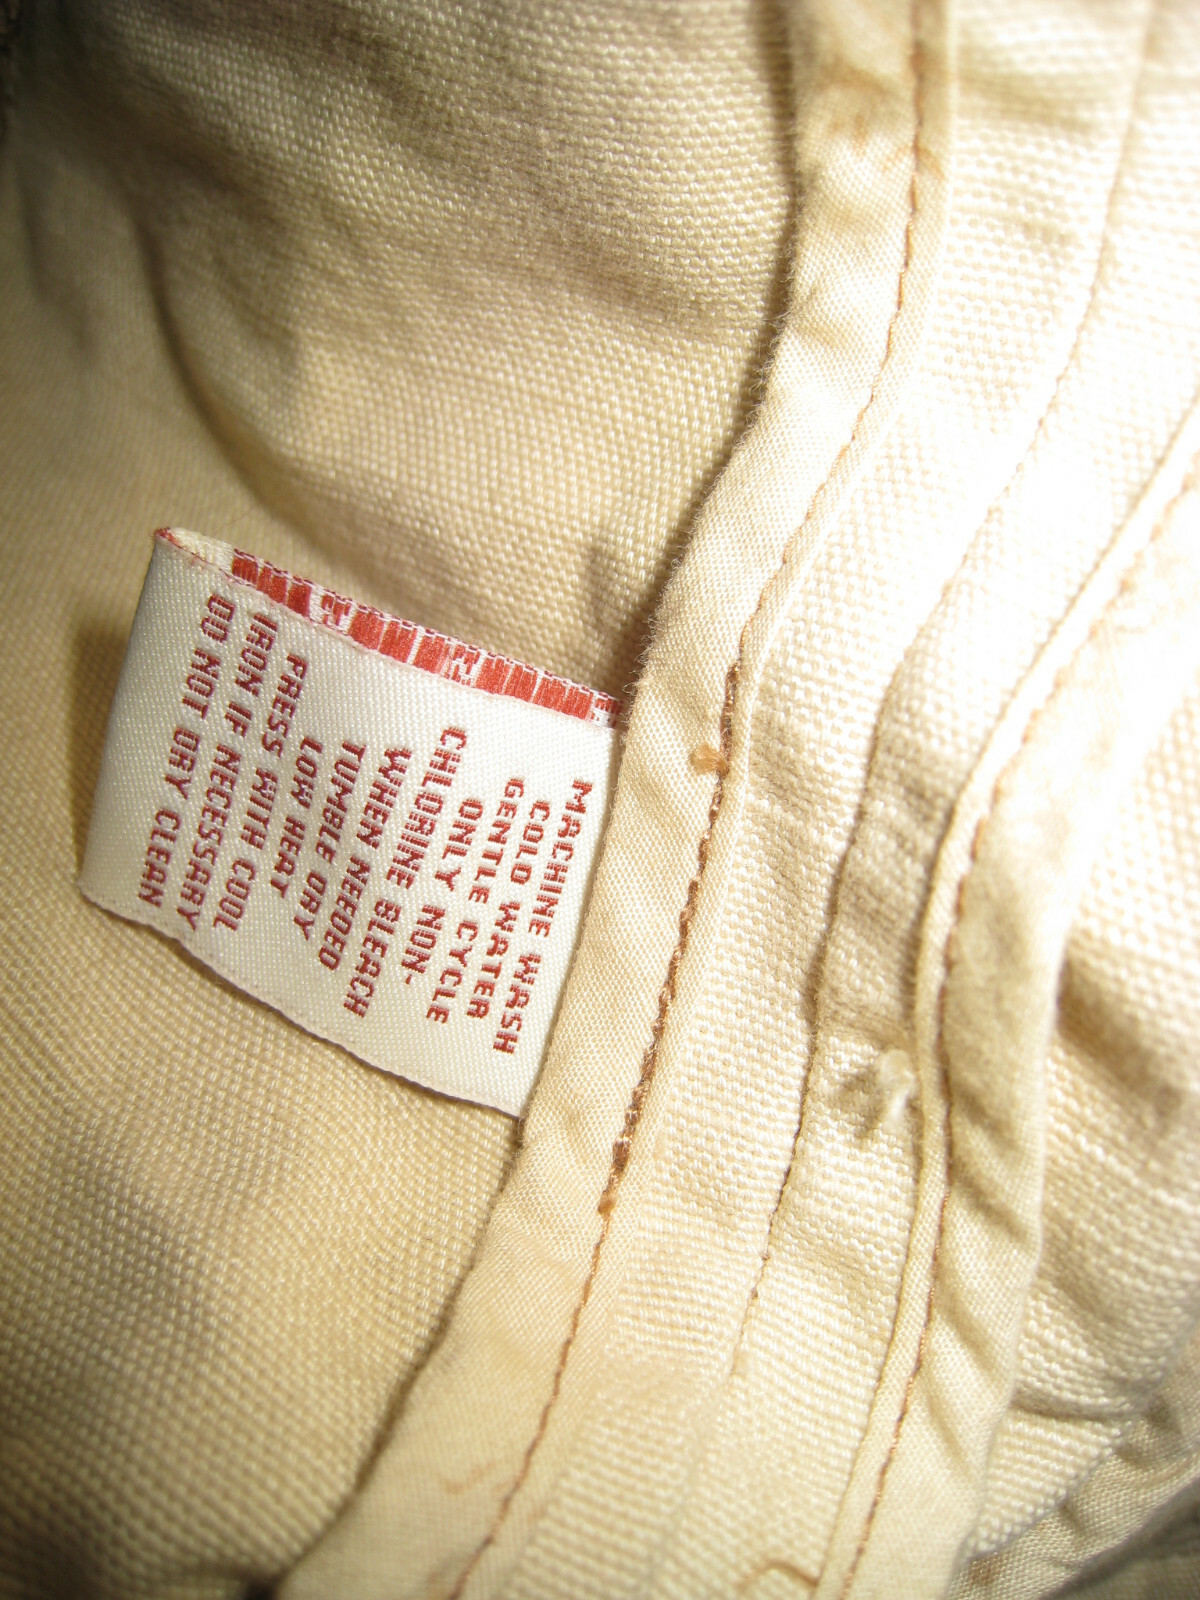 MACHINE WASH
COLD WATER
GENTLE CYCLE
ONLY NON-
CHLORINE BLEACH
WHEN NEEDED
TUMBLE DRY
LOW HEAT
PRESS WITH COOL
IRON IF NECESSARY
DO NOT DRY CLEAN